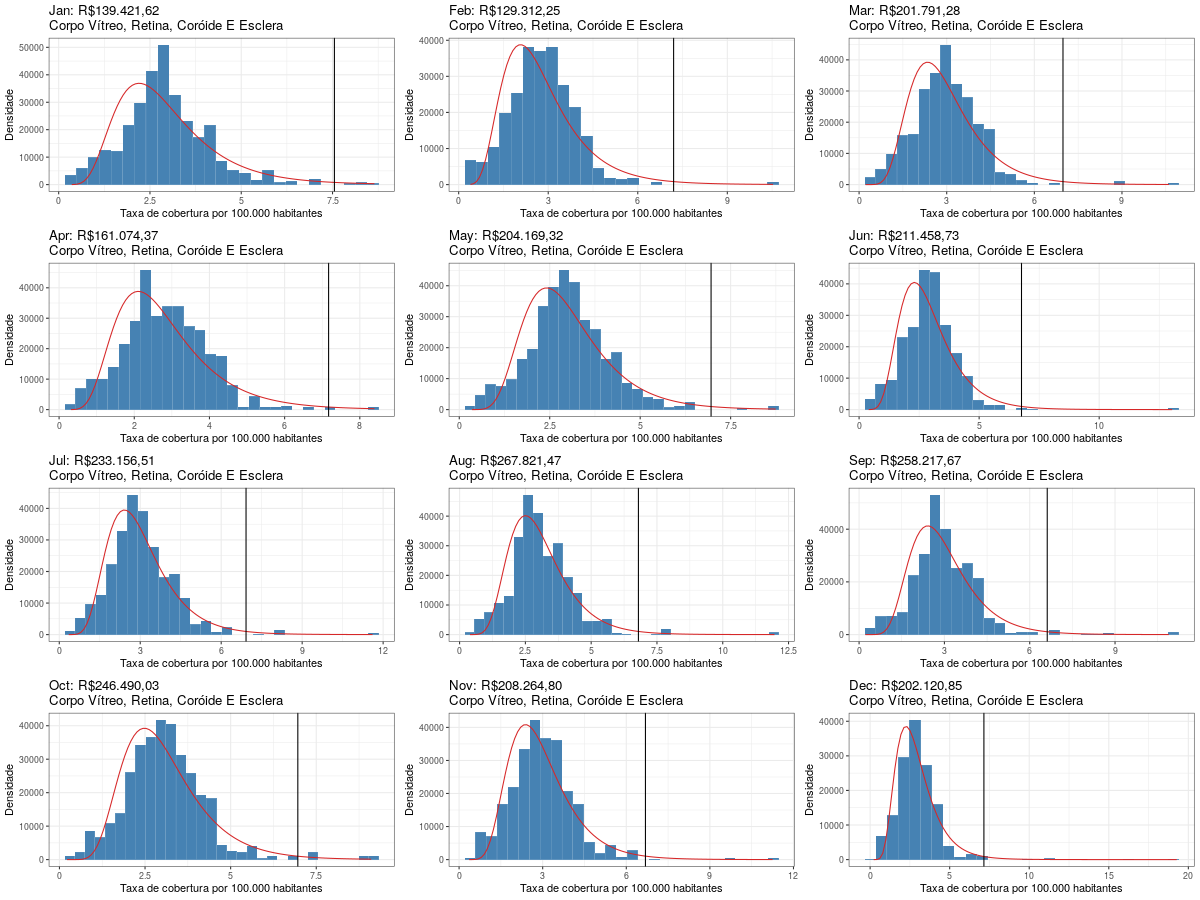 Jan: R$139.421,62
Corpo Vítreo, Retina, Coróide E Esclera
Densidade
50000
40000
30000
20000
10000
0
0
2.5
5
7.5
Taxa de cobertura por 100.000 habitantes
Feb: R$129.312,25
Corpo Vítreo, Retina, Coróide E Esclera
Densidade
40000
30000
20000
10000
0
0
3
6
9
Taxa de cobertura por 100.000 habitantes
Mar: R$201.791,28
Corpo Vítreo, Retina, Coróide E Esclera
Densidade
40000
30000
20000
10000
0
0
3
6
9
Taxa de cobertura por 100.000 habitantes
Apr: R$161.074,37
Corpo Vítreo, Retina, Coróide E Esclera
Densidade
40000
30000
20000
10000
0
0
2
4
6
8
Taxa de cobertura por 100.000 habitantes
May: R$204.169,32
Corpo Vítreo, Retina, Coróide E Esclera
Densidade
40000
30000
20000
10000
0
0
2.5
5
7.5
Taxa de cobertura por 100.000 habitantes
Jun: R$211.458,73
Corpo Vítreo, Retina, Coróide E Esclera
Densidade
40000
30000
20000
10000
0
0
5
10
Taxa de cobertura por 100.000 habitantes
Jul: R$233.156,51
Corpo Vítreo, Retina, Coróide E Esclera
Densidade
40000
30000
20000
10000
0
0
3
6
9
12
Taxa de cobertura por 100.000 habitantes
Aug: R$267.821,47
Corpo Vítreo, Retina, Coróide E Esclera
Densidade
40000
30000
20000
10000
0
0
2.5
5
7.5
10
12.5
Taxa de cobertura por 100.000 habitantes
Sep: R$258.217,67
Corpo Vítreo, Retina, Coróide E Esclera
Densidade
40000
20000
0
0
3
6
9
Taxa de cobertura por 100.000 habitantes
Oct: R$246.490,03
Corpo Vítreo, Retina, Coróide E Esclera
Densidade
40000
30000
20000
10000
0
0
2.5
5
7.5
Taxa de cobertura por 100.000 habitantes
Nov: R$208.264,80
Corpo Vítreo, Retina, Coróide E Esclera
Densidade
40000
30000
20000
10000
0
0
3
6
9
12
Taxa de cobertura por 100.000 habitantes
Dec: R$202.120,85
Corpo Vítreo, Retina, Coróide E Esclera
Densidade
40000
30000
20000
10000
0
0
5
10
15
20
Taxa de cobertura por 100.000 habitantes